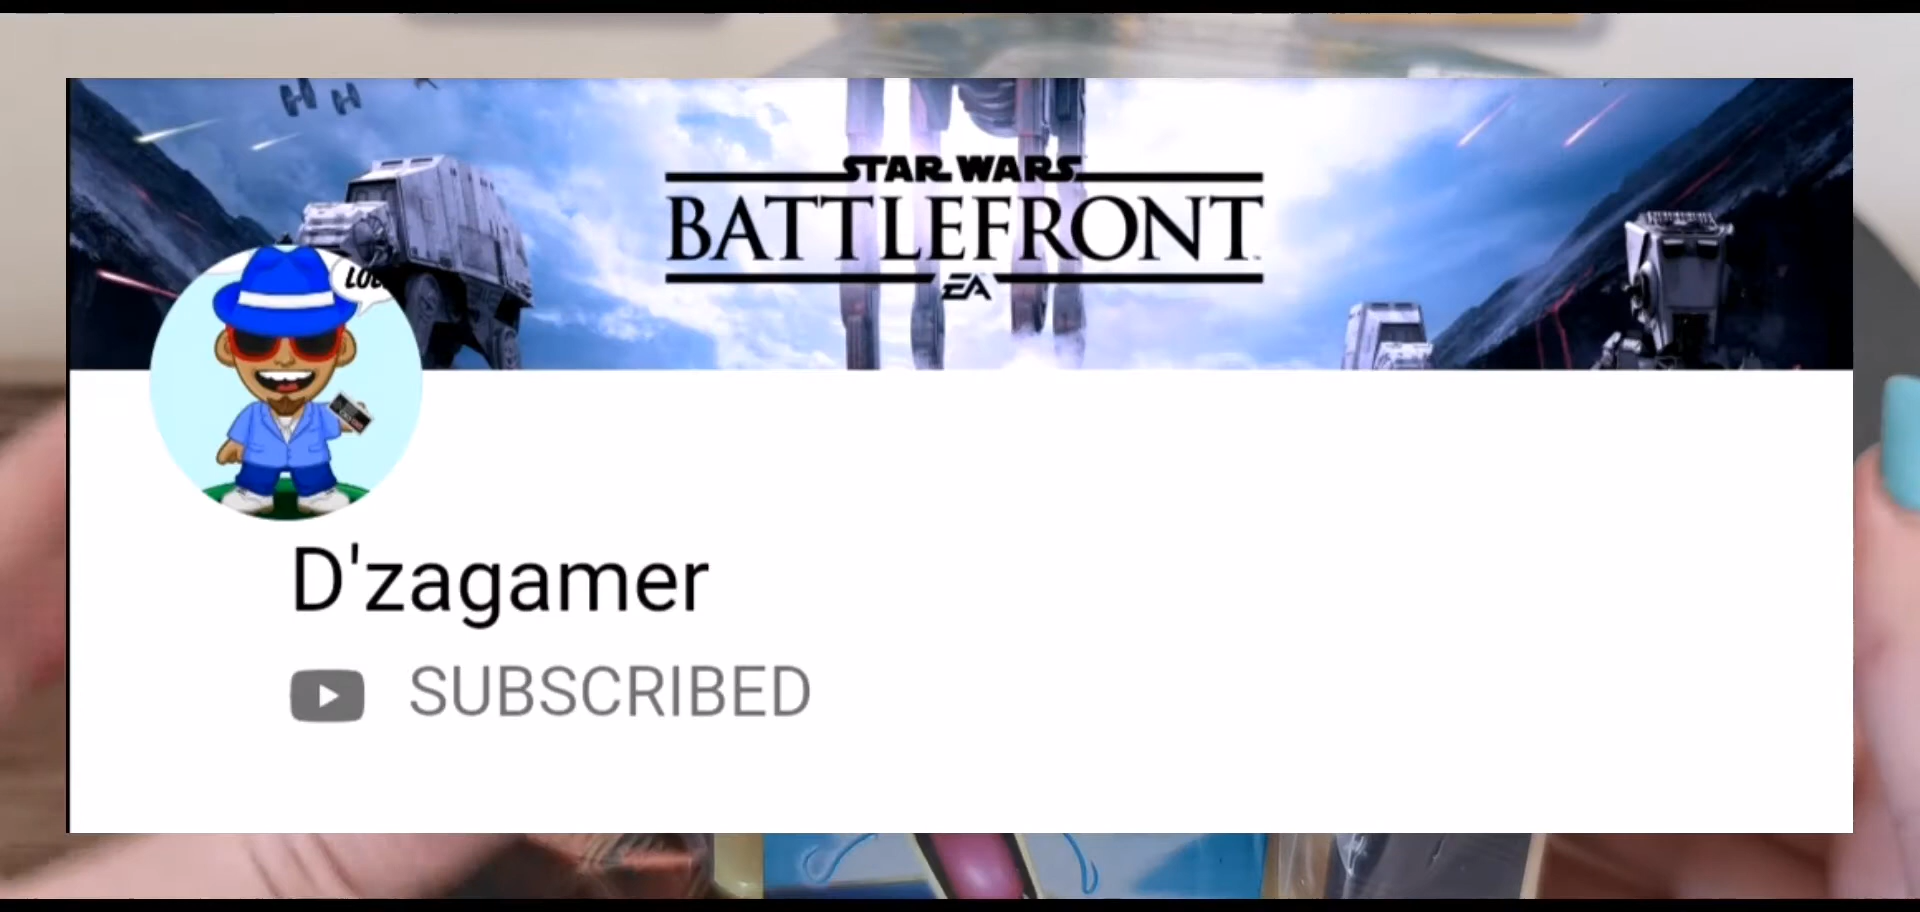 STAR WARS
BATTLEFRONT
EA
D'zagamer
SUBSCRIBED